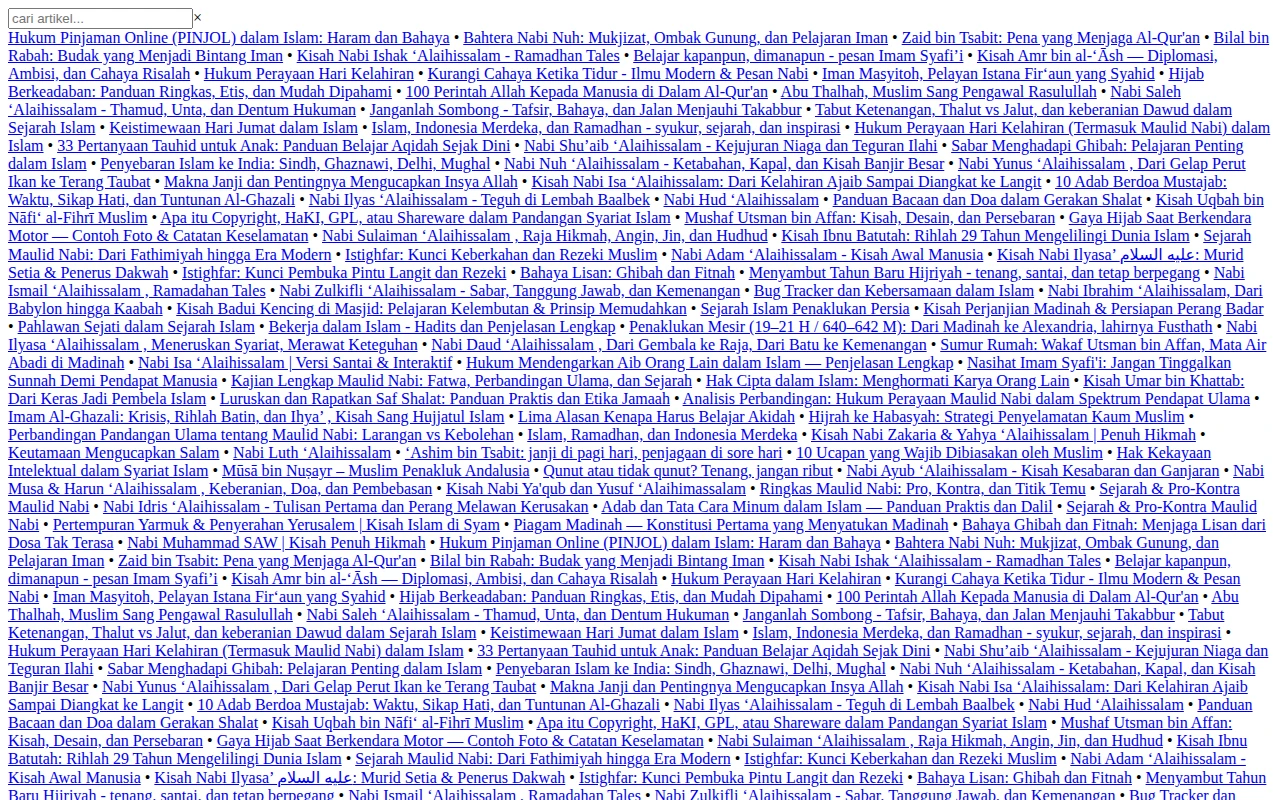 cari artikel... ×
Hukum Pinjaman Online (PINJOL) dalam Islam: Haram dan Bahaya • Bahtera Nabi Nuh: Mukjizat, Ombak Gunung, dan Pelajaran Iman • Zaid bin Tsabit: Pena yang Menjaga Al-Qur'an • Bilal bin
Rabah: Budak yang Menjadi Bintang Iman • Kisah Nabi Ishak ‘Alaihissalam - Ramadhan Tales • Belajar kapanpun, dimanapun - pesan Imam Syafi’i • Kisah Amr bin al-‘Āsh — Diplomasi,
Ambisi, dan Cahaya Risalah • Hukum Perayaan Hari Kelahiran • Kurangi Cahaya Ketika Tidur - Ilmu Modern & Pesan Nabi • Iman Masyitoh, Pelayan Istana Fir‘aun yang Syahid • Hijab
Berkeadaban: Panduan Ringkas, Etis, dan Mudah Dipahami • 100 Perintah Allah Kepada Manusia di Dalam Al-Qur'an • Abu Thalhah, Muslim Sang Pengawal Rasulullah • Nabi Saleh
‘Alaihissalam - Thamud, Unta, dan Dentum Hukuman • Janganlah Sombong - Tafsir, Bahaya, dan Jalan Menjauhi Takabbur • Tabut Ketenangan, Thalut vs Jalut, dan keberanian Dawud dalam
Sejarah Islam • Keistimewaan Hari Jumat dalam Islam • Islam, Indonesia Merdeka, dan Ramadhan - syukur, sejarah, dan inspirasi • Hukum Perayaan Hari Kelahiran (Termasuk Maulid Nabi) dalam
Islam • 33 Pertanyaan Tauhid untuk Anak: Panduan Belajar Aqidah Sejak Dini • Nabi Shu’aib ‘Alaihissalam - Kejujuran Niaga dan Teguran Ilahi • Sabar Menghadapi Ghibah: Pelajaran Penting
dalam Islam • Penyebaran Islam ke India: Sindh, Ghaznawi, Delhi, Mughal • Nabi Nuh ‘Alaihissalam - Ketabahan, Kapal, dan Kisah Banjir Besar • Nabi Yunus ‘Alaihissalam , Dari Gelap Perut
Ikan ke Terang Taubat • Makna Janji dan Pentingnya Mengucapkan Insya Allah • Kisah Nabi Isa ‘Alaihissalam: Dari Kelahiran Ajaib Sampai Diangkat ke Langit • 10 Adab Berdoa Mustajab:
Waktu, Sikap Hati, dan Tuntunan Al-Ghazali • Nabi Ilyas ‘Alaihissalam - Teguh di Lembah Baalbek • Nabi Hud ‘Alaihissalam • Panduan Bacaan dan Doa dalam Gerakan Shalat • Kisah Uqbah bin
Nāfi‘ al-Fihrī Muslim • Apa itu Copyright, HaKI, GPL, atau Shareware dalam Pandangan Syariat Islam • Mushaf Utsman bin Affan: Kisah, Desain, dan Persebaran • Gaya Hijab Saat Berkendara
Motor — Contoh Foto & Catatan Keselamatan • Nabi Sulaiman ‘Alaihissalam , Raja Hikmah, Angin, Jin, dan Hudhud • Kisah Ibnu Batutah: Rihlah 29 Tahun Mengelilingi Dunia Islam • Sejarah
Maulid Nabi: Dari Fathimiyah hingga Era Modern • Istighfar: Kunci Keberkahan dan Rezeki Muslim • Nabi Adam ‘Alaihissalam - Kisah Awal Manusia • Kisah Nabi Ilyasa’ عليه السلام: Murid
Setia & Penerus Dakwah • Istighfar: Kunci Pembuka Pintu Langit dan Rezeki • Bahaya Lisan: Ghibah dan Fitnah • Menyambut Tahun Baru Hijriyah - tenang, santai, dan tetap berpegang • Nabi
Ismail ‘Alaihissalam , Ramadahan Tales • Nabi Zulkifli ‘Alaihissalam - Sabar, Tanggung Jawab, dan Kemenangan • Bug Tracker dan Kebersamaan dalam Islam • Nabi Ibrahim ‘Alaihissalam, Dari
Babylon hingga Kaabah • Kisah Badui Kencing di Masjid: Pelajaran Kelembutan & Prinsip Memudahkan • Sejarah Islam Penaklukan Persia • Kisah Perjanjian Madinah & Persiapan Perang Badar
• Pahlawan Sejati dalam Sejarah Islam • Bekerja dalam Islam - Hadits dan Penjelasan Lengkap • Penaklukan Mesir (19–21 H / 640–642 M): Dari Madinah ke Alexandria, lahirnya Fusthath • Nabi
Ilyasa ‘Alaihissalam , Meneruskan Syariat, Merawat Keteguhan • Nabi Daud ‘Alaihissalam , Dari Gembala ke Raja, Dari Batu ke Kemenangan • Sumur Rumah: Wakaf Utsman bin Affan, Mata Air
Abadi di Madinah • Nabi Isa ‘Alaihissalam | Versi Santai & Interaktif • Hukum Mendengarkan Aib Orang Lain dalam Islam — Penjelasan Lengkap • Nasihat Imam Syafi'i: Jangan Tinggalkan
Sunnah Demi Pendapat Manusia • Kajian Lengkap Maulid Nabi: Fatwa, Perbandingan Ulama, dan Sejarah • Hak Cipta dalam Islam: Menghormati Karya Orang Lain • Kisah Umar bin Khattab:
Dari Keras Jadi Pembela Islam • Luruskan dan Rapatkan Saf Shalat: Panduan Praktis dan Etika Jamaah • Analisis Perbandingan: Hukum Perayaan Maulid Nabi dalam Spektrum Pendapat Ulama •
Imam Al-Ghazali: Krisis, Rihlah Batin, dan Ihya’ , Kisah Sang Hujjatul Islam • Lima Alasan Kenapa Harus Belajar Akidah • Hijrah ke Habasyah: Strategi Penyelamatan Kaum Muslim •
Perbandingan Pandangan Ulama tentang Maulid Nabi: Larangan vs Kebolehan • Islam, Ramadhan, dan Indonesia Merdeka • Kisah Nabi Zakaria & Yahya ‘Alaihissalam | Penuh Hikmah •
Keutamaan Mengucapkan Salam • Nabi Luth ‘Alaihissalam • ‘Ashim bin Tsabit: janji di pagi hari, penjagaan di sore hari • 10 Ucapan yang Wajib Dibiasakan oleh Muslim • Hak Kekayaan
Intelektual dalam Syariat Islam • Mūsā bin Nuṣayr – Muslim Penakluk Andalusia • Qunut atau tidak qunut? Tenang, jangan ribut • Nabi Ayub ‘Alaihissalam - Kisah Kesabaran dan Ganjaran • Nabi
Musa & Harun ‘Alaihissalam , Keberanian, Doa, dan Pembebasan • Kisah Nabi Ya'qub dan Yusuf ‘Alaihimassalam • Ringkas Maulid Nabi: Pro, Kontra, dan Titik Temu • Sejarah & Pro-Kontra
Maulid Nabi • Nabi Idris ‘Alaihissalam - Tulisan Pertama dan Perang Melawan Kerusakan • Adab dan Tata Cara Minum dalam Islam — Panduan Praktis dan Dalil • Sejarah & Pro-Kontra Maulid
Nabi • Pertempuran Yarmuk & Penyerahan Yerusalem | Kisah Islam di Syam • Piagam Madinah — Konstitusi Pertama yang Menyatukan Madinah • Bahaya Ghibah dan Fitnah: Menjaga Lisan dari
Dosa Tak Terasa • Nabi Muhammad SAW | Kisah Penuh Hikmah • Hukum Pinjaman Online (PINJOL) dalam Islam: Haram dan Bahaya • Bahtera Nabi Nuh: Mukjizat, Ombak Gunung, dan
Pelajaran Iman • Zaid bin Tsabit: Pena yang Menjaga Al-Qur'an • Bilal bin Rabah: Budak yang Menjadi Bintang Iman • Kisah Nabi Ishak ‘Alaihissalam - Ramadhan Tales • Belajar kapanpun,
dimanapun - pesan Imam Syafi’i • Kisah Amr bin al-‘Āsh — Diplomasi, Ambisi, dan Cahaya Risalah • Hukum Perayaan Hari Kelahiran • Kurangi Cahaya Ketika Tidur - Ilmu Modern & Pesan
Nabi • Iman Masyitoh, Pelayan Istana Fir‘aun yang Syahid • Hijab Berkeadaban: Panduan Ringkas, Etis, dan Mudah Dipahami • 100 Perintah Allah Kepada Manusia di Dalam Al-Qur'an • Abu
Thalhah, Muslim Sang Pengawal Rasulullah • Nabi Saleh ‘Alaihissalam - Thamud, Unta, dan Dentum Hukuman • Janganlah Sombong - Tafsir, Bahaya, dan Jalan Menjauhi Takabbur • Tabut
Ketenangan, Thalut vs Jalut, dan keberanian Dawud dalam Sejarah Islam • Keistimewaan Hari Jumat dalam Islam • Islam, Indonesia Merdeka, dan Ramadhan - syukur, sejarah, dan inspirasi •
Hukum Perayaan Hari Kelahiran (Termasuk Maulid Nabi) dalam Islam • 33 Pertanyaan Tauhid untuk Anak: Panduan Belajar Aqidah Sejak Dini • Nabi Shu’aib ‘Alaihissalam - Kejujuran Niaga dan
Teguran Ilahi • Sabar Menghadapi Ghibah: Pelajaran Penting dalam Islam • Penyebaran Islam ke India: Sindh, Ghaznawi, Delhi, Mughal • Nabi Nuh ‘Alaihissalam - Ketabahan, Kapal, dan Kisah
Banjir Besar • Nabi Yunus ‘Alaihissalam , Dari Gelap Perut Ikan ke Terang Taubat • Makna Janji dan Pentingnya Mengucapkan Insya Allah • Kisah Nabi Isa ‘Alaihissalam: Dari Kelahiran Ajaib
Sampai Diangkat ke Langit • 10 Adab Berdoa Mustajab: Waktu, Sikap Hati, dan Tuntunan Al-Ghazali • Nabi Ilyas ‘Alaihissalam - Teguh di Lembah Baalbek • Nabi Hud ‘Alaihissalam • Panduan
Bacaan dan Doa dalam Gerakan Shalat • Kisah Uqbah bin Nāfi‘ al-Fihrī Muslim • Apa itu Copyright, HaKI, GPL, atau Shareware dalam Pandangan Syariat Islam • Mushaf Utsman bin Affan:
Kisah, Desain, dan Persebaran • Gaya Hijab Saat Berkendara Motor — Contoh Foto & Catatan Keselamatan • Nabi Sulaiman ‘Alaihissalam , Raja Hikmah, Angin, Jin, dan Hudhud • Kisah Ibnu
Batutah: Rihlah 29 Tahun Mengelilingi Dunia Islam • Sejarah Maulid Nabi: Dari Fathimiyah hingga Era Modern • Istighfar: Kunci Keberkahan dan Rezeki Muslim • Nabi Adam ‘Alaihissalam -
Kisah Awal Manusia • Kisah Nabi Ilyasa’ عليه السلام: Murid Setia & Penerus Dakwah • Istighfar: Kunci Pembuka Pintu Langit dan Rezeki • Bahaya Lisan: Ghibah dan Fitnah • Menyambut Tahun
Baru Hijriyah - tenang, santai, dan tetap berpegang • Nabi Ismail ‘Alaihissalam , Ramadahan Tales • Nabi Zulkifli ‘Alaihissalam - Sabar, Tanggung Jawab, dan Kemenangan • Bug Tracker dan